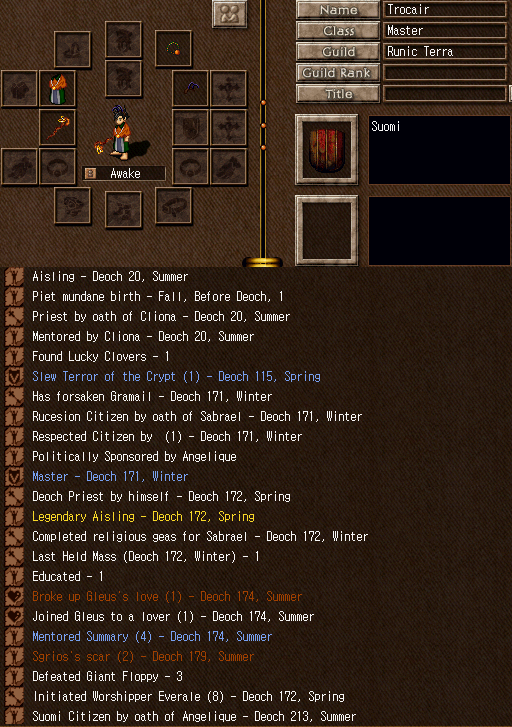 Name Trocair
Class Master
Guild Runic Terra
Guild Rank
Title
Suomi
Awake
Aisling - Deoch 20, Summer
Piet mundane birth - Fall, Before Deoch, 1
Priest by oath of Cliona - Deoch 20, Summer
Mentored by Cliona - Deoch 20, Summer
Found Lucky Clovers - 1
Slew Terror of the Crypt (1) - Deoch 115, Spring
Has forsaken Gramail - Deoch 171, Winter
Rucesion Citizen by oath of Sabrael - Deoch 171, Winter
Respected Citizen by (1) - Deoch 171, Winter
Politically Sponsored by Angelique
Master - Deoch 171, Winter
Deoch Priest by himself - Deoch 172, Spring
Legendary Aisling - Deoch 172, Spring
Completed religious geas for Sabrael - Deoch 172, Winter
Last Held Mass (Deoch 172, Winter) - 1
Educated - 1
Broke up Gleus's love (1) - Deoch 174, Summer
Joined Gleus to a lover (1) - Deoch 174, Summer
Mentored Summary (4) - Deoch 174, Summer
Sgrios's scar (2) - Deoch 179, Summer
Defeated Giant Floppy - 3
Initiated Worshipper Everale (8) - Deoch 172, Spring
Suomi Citizen by oath of Angelique - Deoch 213, Summer